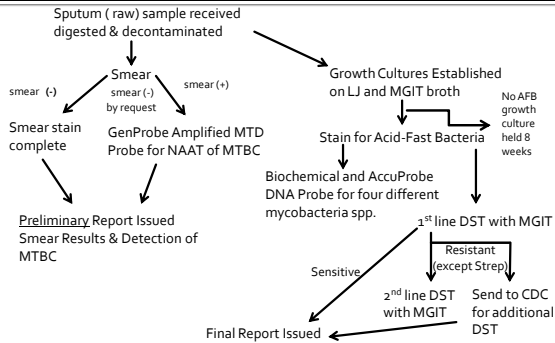 Sputum ( raw) sample received
digested & decontaminated
Smear
smear (-)
smear (-)
by request
smear (+)
Smear stain
complete
GenProbe Amplified MTD
Probe for NAAT of MTBC
Preliminary Report Issued
Smear Results & Detection of
MTBC
Growth Cultures Established
on LJ and MGIT broth
No AFB
growth
culture
held 8
weeks
Stain for Acid-Fast Bacteria
Biochemical and AccuProbe
DNA Probe for four different
mycobacteria spp.
1st line DST with MGIT
Resistant
(except Strep)
Sensitive
2nd line DST
with MGIT
Send to CDC
for additional
DST
Final Report Issued